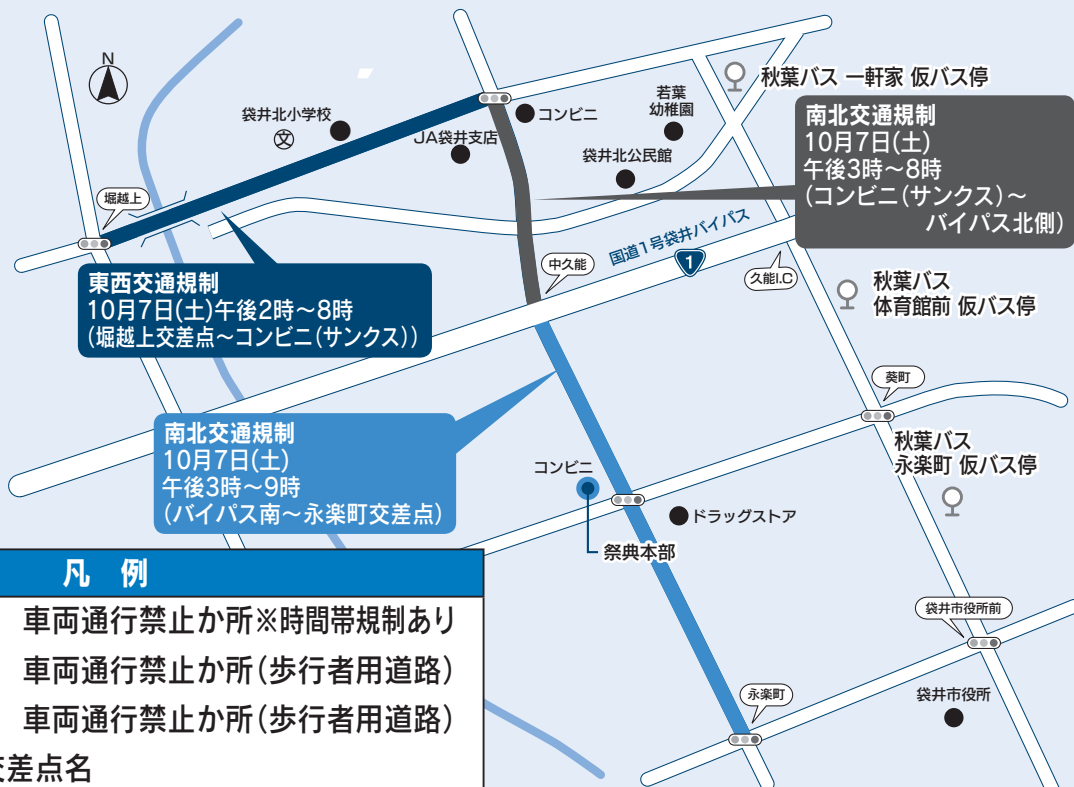 N
秋葉バス 一軒家 仮バス停
若葉
幼稚園
コンビニ
袋井北小学校
文
JA袋井支店
袋井北公民館
南北交通規制
10月7日(土)
午後3時〜8時
(コンビニ(サンクス)〜
バイパス北側)
堀越上
国道1号袋井バイパス
1
中久能
久能I.C
東西交通規制
10月7日(土)午後2時〜8時
(堀越上交差点〜コンビニ(サンクス))
秋葉バス
体育館前 仮バス停
葵町
南北交通規制
10月7日(土)
午後3時〜9時
(バイパス南〜永楽町交差点)
秋葉バス
永楽町 仮バス停
コンビニ
ドラッグストア
祭典本部
凡 例
車両通行禁止か所※時間帯規制あり
車両通行禁止か所(歩行者用道路)
車両通行禁止か所(歩行者用道路)
交差点名
袋井市役所前
永楽町
袋井市役所